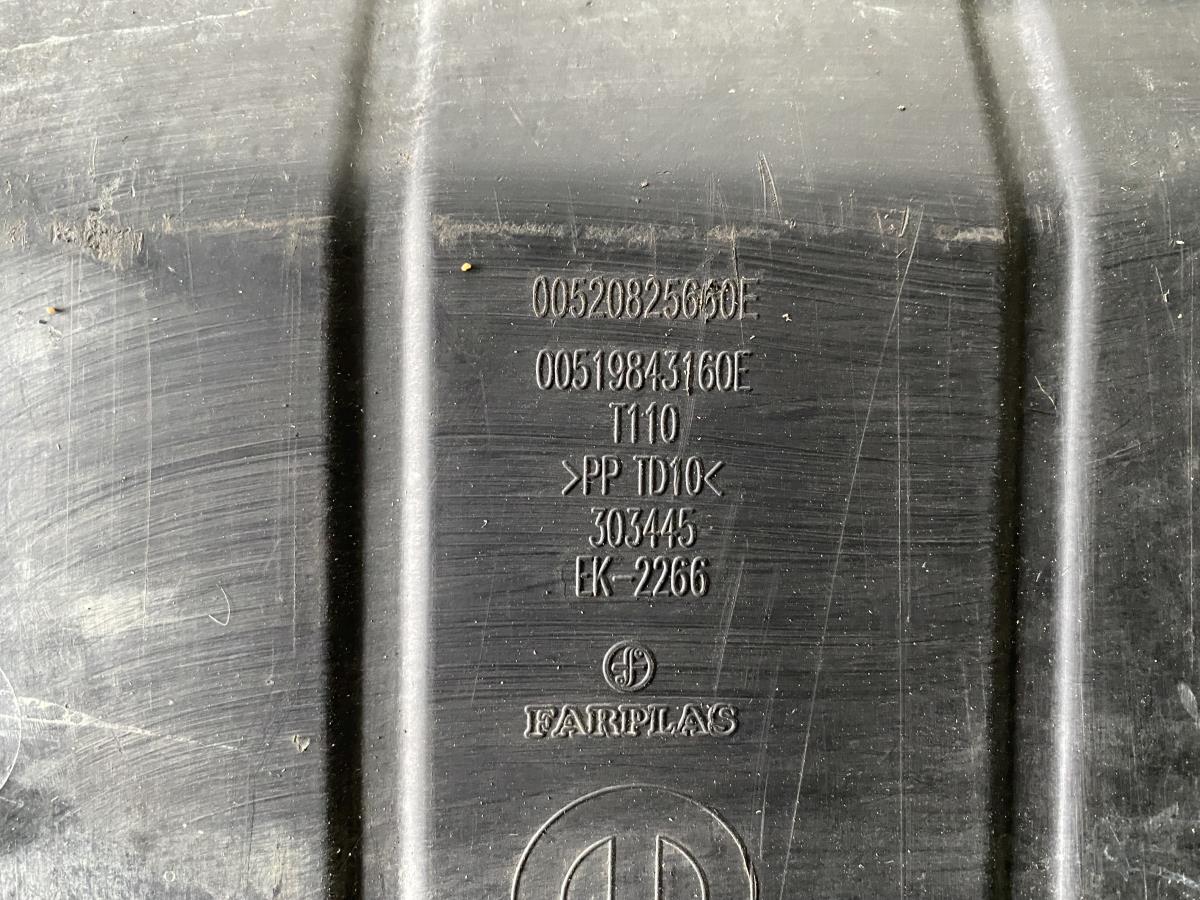 00520825660E
00519843160E
T110
>PP TD10<
303445
EK-2266
FARPLAS